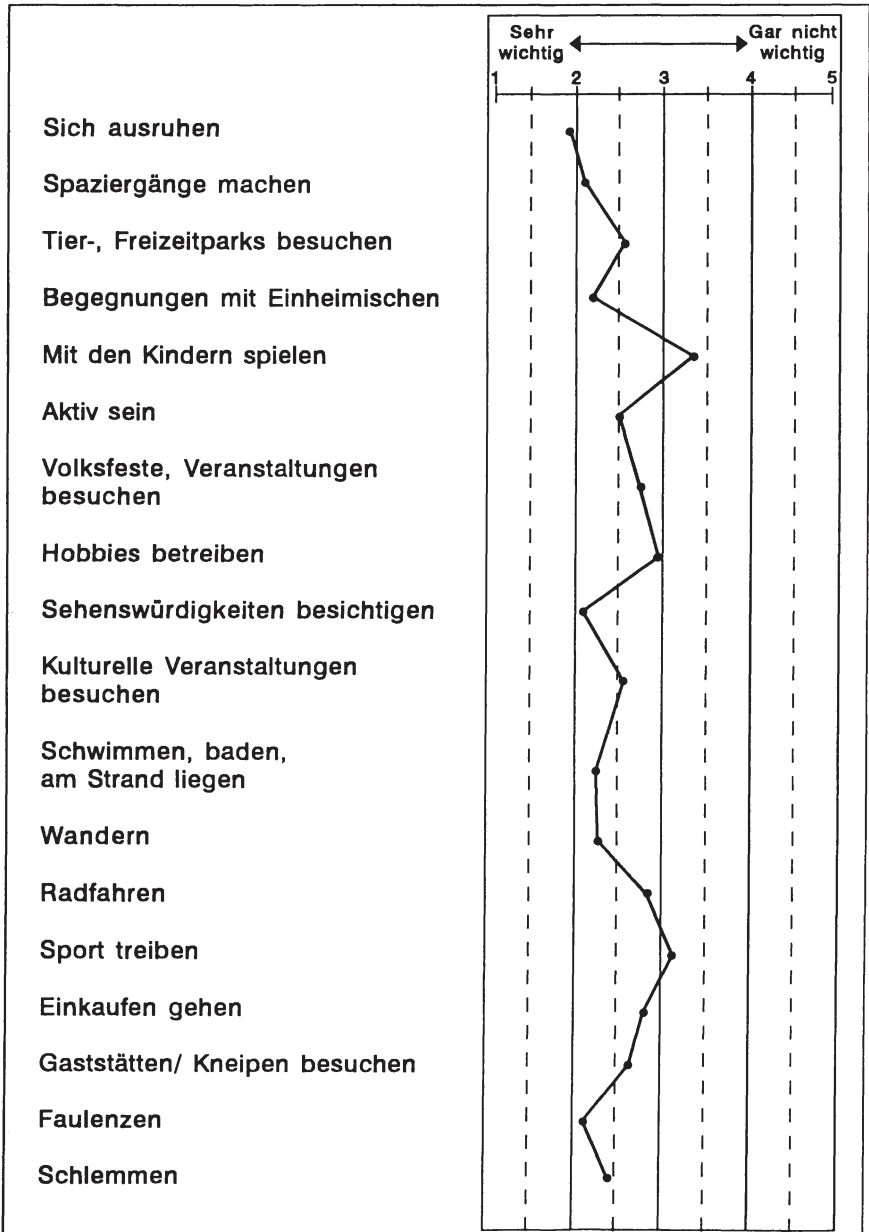 Sehr Gar nicht
wichtig wichtig
1 2 3 4 5
Sich ausruhen
Spaziergänge machen
Tier-, Freizeitparks besuchen
Begegnungen mit Einheimischen
Mit den Kindern spielen
Aktiv sein
Volksfeste, Veranstaltungen
besuchen
Hobbies betreiben
Sehenswürdigkeiten besichtigen
Kulturelle Veranstaltungen
besuchen
Schwimmen, baden,
am Strand liegen
Wandern
Radfahren
Sport treiben
Einkaufen gehen
Gaststätten/ Kneipen besuchen
Faulenzen
Schlemmen